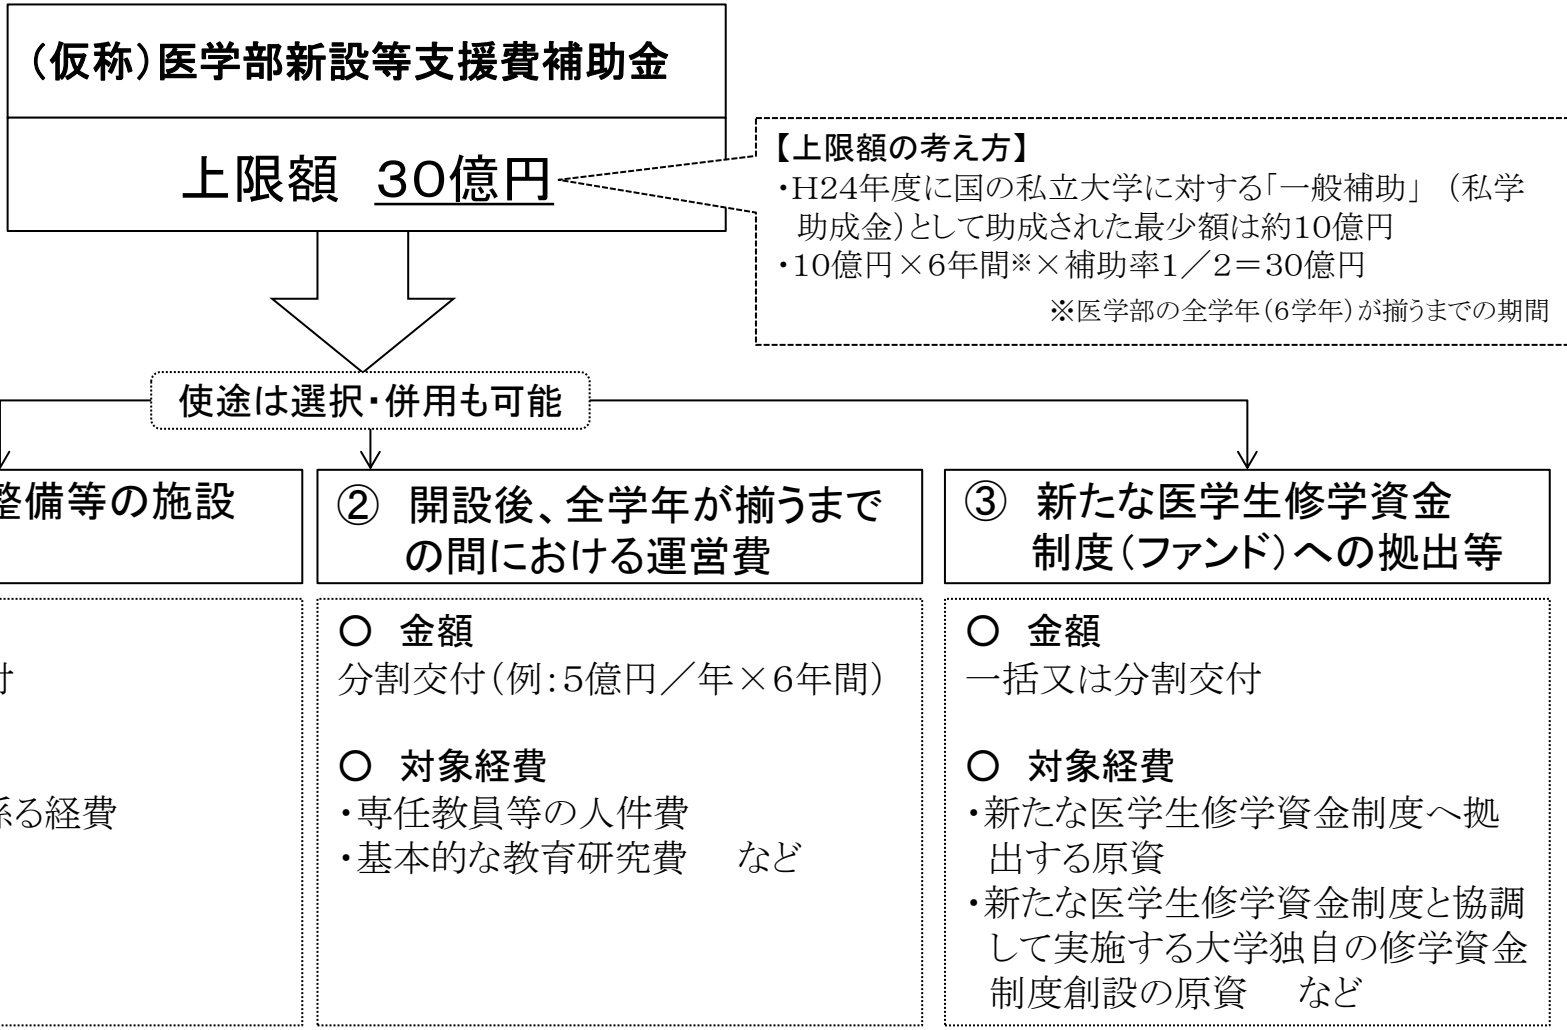 （仮称）医学部新設等支援費補助金
上限額　３０億円
【上限額の考え方】
・H24年度に国の私立大学に対する「一般補助」（私学
助成金）として助成された最少額は約10億円
・10億円×6年間※×補助率1／2＝30億円
※医学部の全学年（6学年）が揃うまでの期間
使途は選択・併用も可能
整備等の施設
付
係る経費
②　開設後、全学年が揃うまで
の間における運営費
○　金額
分割交付（例：5億円／年×6年間）
○　対象経費
・専任教員等の人件費
・基本的な教育研究費　など
③　新たな医学生修学資金
制度（ファンド）への拠出等
○　金額
一括又は分割交付
○　対象経費
・新たな医学生修学資金制度へ拠
出する原資
・新たな医学生修学資金制度と協調
して実施する大学独自の修学資金
制度創設の原資　など